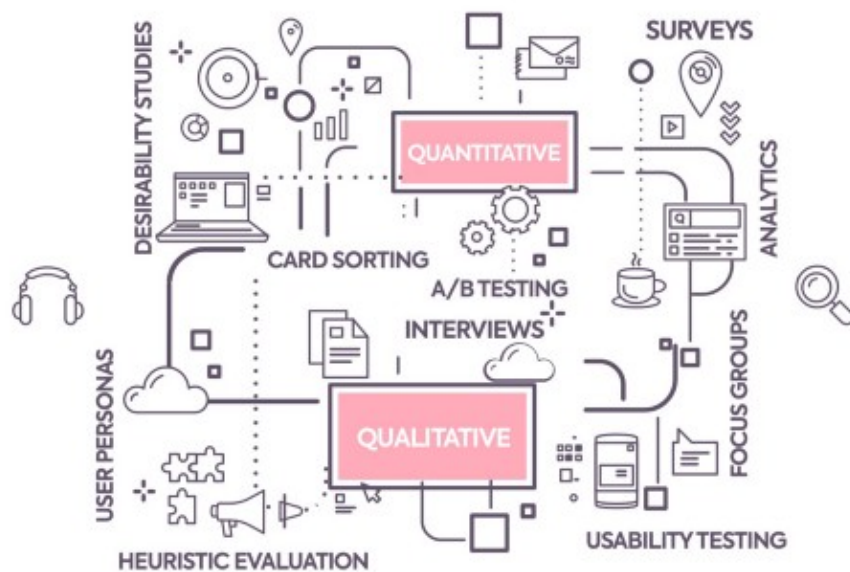 SURVEYS
DESIRABILITY STUDIES
QUANTITATIVE
ANALYTICS
CARD SORTING
A/B TESTING
INTERVIEWS
USER PERSONAS
QUALITATIVE
FOCUS GROUPS
USABILITY TESTING
HEURISTIC EVALUATION